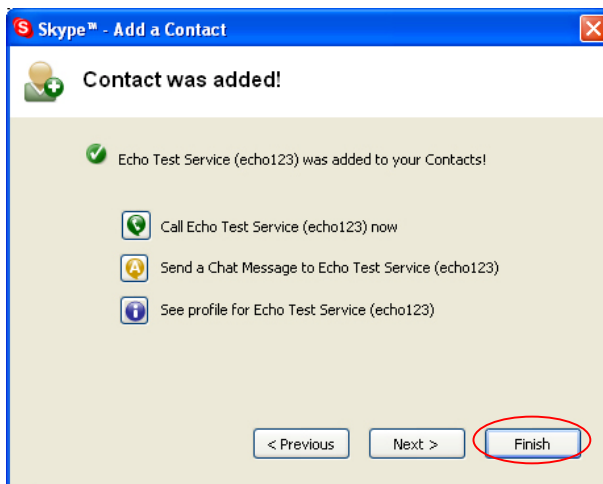 Skype™ - Add a Contact
Contact was added!
Echo Test Service (echo123) was added to your Contacts!
Call Echo Test Service (echo123) now
Send a Chat Message to Echo Test Service (echo123)
See profile for Echo Test Service (echo123)
< Previous Next > Finish